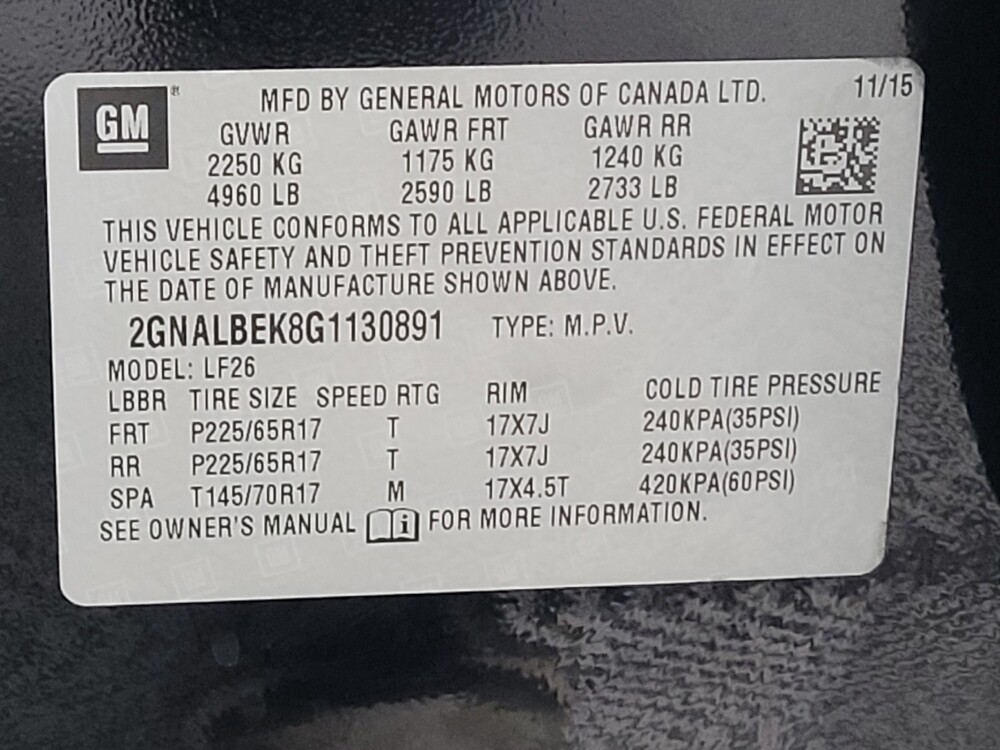 GM ®
MFD BY GENERAL MOTORS OF CANADA LTD. 11/15
GVWR GAWR FRT GAWR RR
2250 KG 1175 KG 1240 KG
4960 LB 2590 LB 2733 LB
THIS VEHICLE CONFORMS TO ALL APPLICABLE U.S. FEDERAL MOTOR
VEHICLE SAFETY AND THEFT PREVENTION STANDARDS IN EFFECT ON
THE DATE OF MANUFACTURE SHOWN ABOVE.
2GNALBEK8G1130891 TYPE: M.P.V.
MODEL: LF26
LBBR TIRE SIZE SPEED RTG RIM COLD TIRE PRESSURE
FRT P225/65R17 T 17X7J 240KPA(35PSI)
RR P225/65R17 T 17X7J 240KPA(35PSI)
SPA T145/70R17 M 17X4.5T 420KPA(60PSI)
SEE OWNER'S MANUAL i FOR MORE INFORMATION.